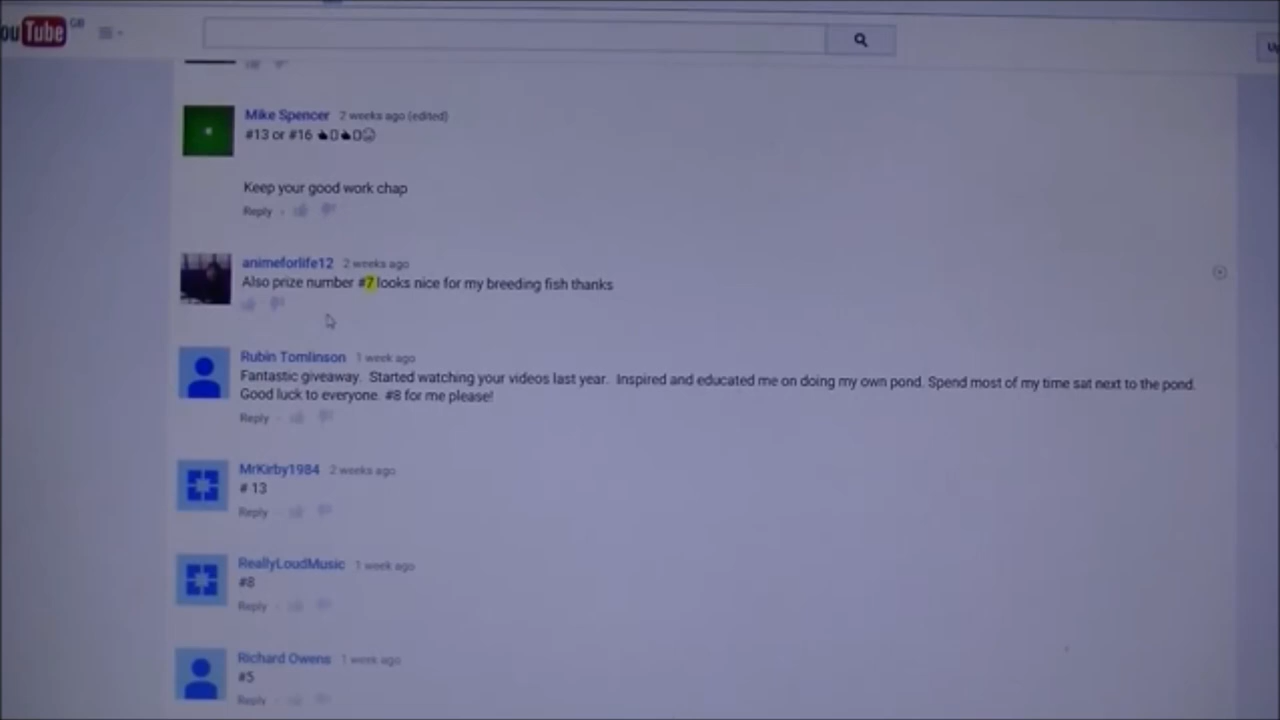 ouTube GB
Mike Spencer 2 weeks ago (edited)
#13 or #16
Keep your good work chap
Reply
animeforlife12 2 weeks ago
Also prize number #7 looks nice for my breeding fish thanks
Rubin Tomlinson 1 week ago
Fantastic giveaway. Started watching your videos last year. Inspired and educated me on doing my own pond. Spend most of my time sat next to the pond.
Good luck to everyone. #8 for me please!
Reply
MrKirby1984 2 weeks ago
# 13
Reply
ReallyLoudMusic 1 week ago
#8
Reply
Richard Owens 1 week ago
#5
Reply